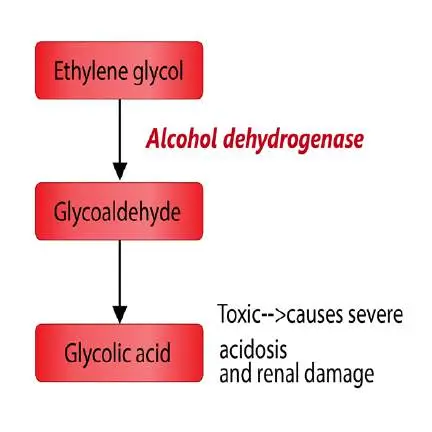 Ethylene glycol
Alcohol dehydrogenase
Glycoaldehyde
Toxic-->causes severe
Glycolic acid
acidosis
and renal damage